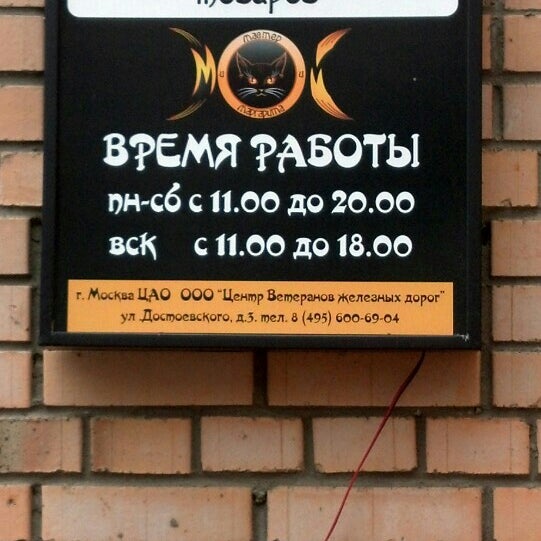 товаров
мастер
М и С
маргарита
ВРЕМЯ РАБОТЫ
пн-сб с 11.00 до 20.00
вск с 11.00 до 18.00
г. Москва ЦАО ООО "Центр Ветеранов железных дорог"
ул .Достоевского, д.3. тел. 8 (495) 600-69-04